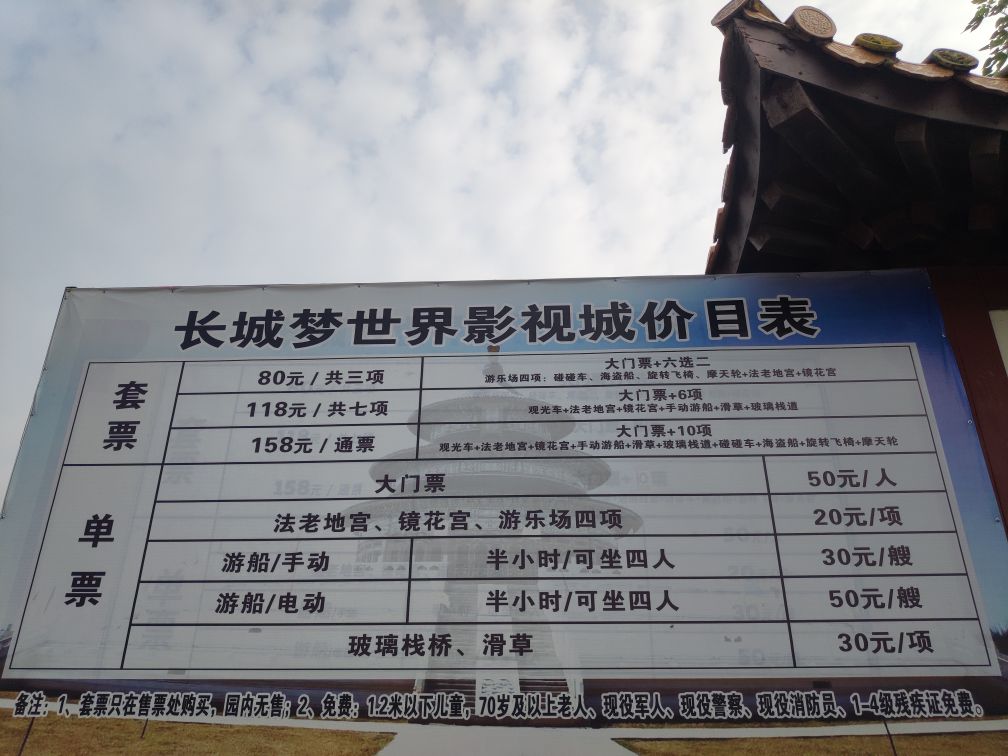 长城梦世界影视城价目表
套票
80元 / 共三项
大门票+六选二
游乐场四项：碰碰车、海盗船、旋转飞椅、摩天轮+法老地宫+镜花宫
118元 / 共七项
大门票+6项
观光车+法老地宫+镜花宫+手动游船+滑草+玻璃栈道
158元 / 通票
大门票+10项
观光车+法老地宫+镜花宫+手动游船+滑草+玻璃栈道+碰碰车+海盗船+旋转飞椅+摩天轮
单票
大门票
50元/人
法老地宫、镜花宫、游乐场四项
20元/项
游船/手动
半小时/可坐四人
30元/艘
游船/电动
半小时/可坐四人
50元/艘
玻璃栈桥、滑草
30元/项
备注：1、套票只在售票处购买，园内无售；2、免费：1.2米以下儿童，70岁及以上老人、现役军人、现役警察、现役消防员、1-4级残疾证免费。